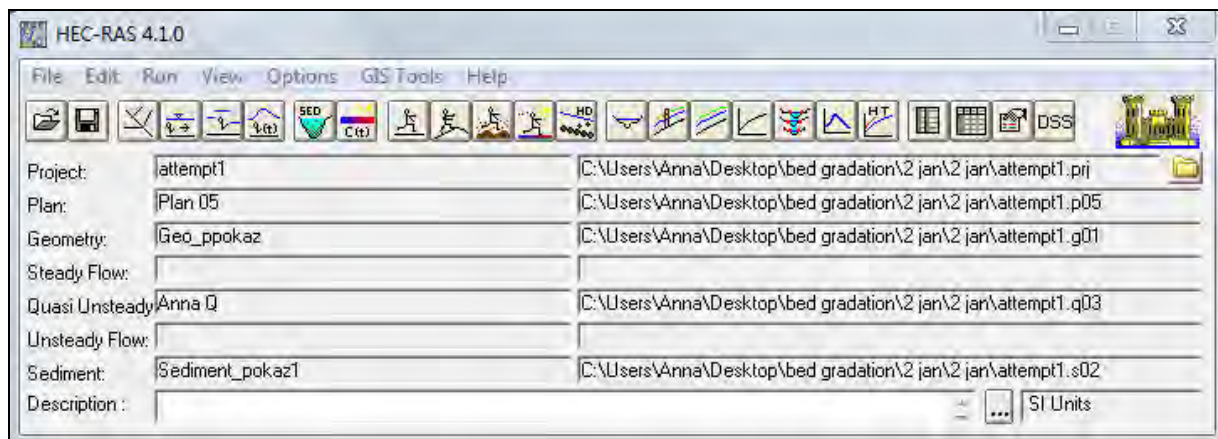 HEC-RAS 4.1.0
File Edit Run View Options GIS Tools Help
SED C(t) HD HT DSS
Project: attempt1 C:\Users\Anna\Desktop\bed gradation\2 jan\2 jan\attempt1.prj
Plan: Plan 05 C:\Users\Anna\Desktop\bed gradation\2 jan\2 jan\attempt1.p05
Geometry: Geo_ppokaz C:\Users\Anna\Desktop\bed gradation\2 jan\2 jan\attempt1.g01
Steady Flow:
Quasi Unsteady Anna Q C:\Users\Anna\Desktop\bed gradation\2 jan\2 jan\attempt1.q03
Unsteady Flow:
Sediment: Sediment_pokaz1 C:\Users\Anna\Desktop\bed gradation\2 jan\2 jan\attempt1.s02
Description : ... SI Units